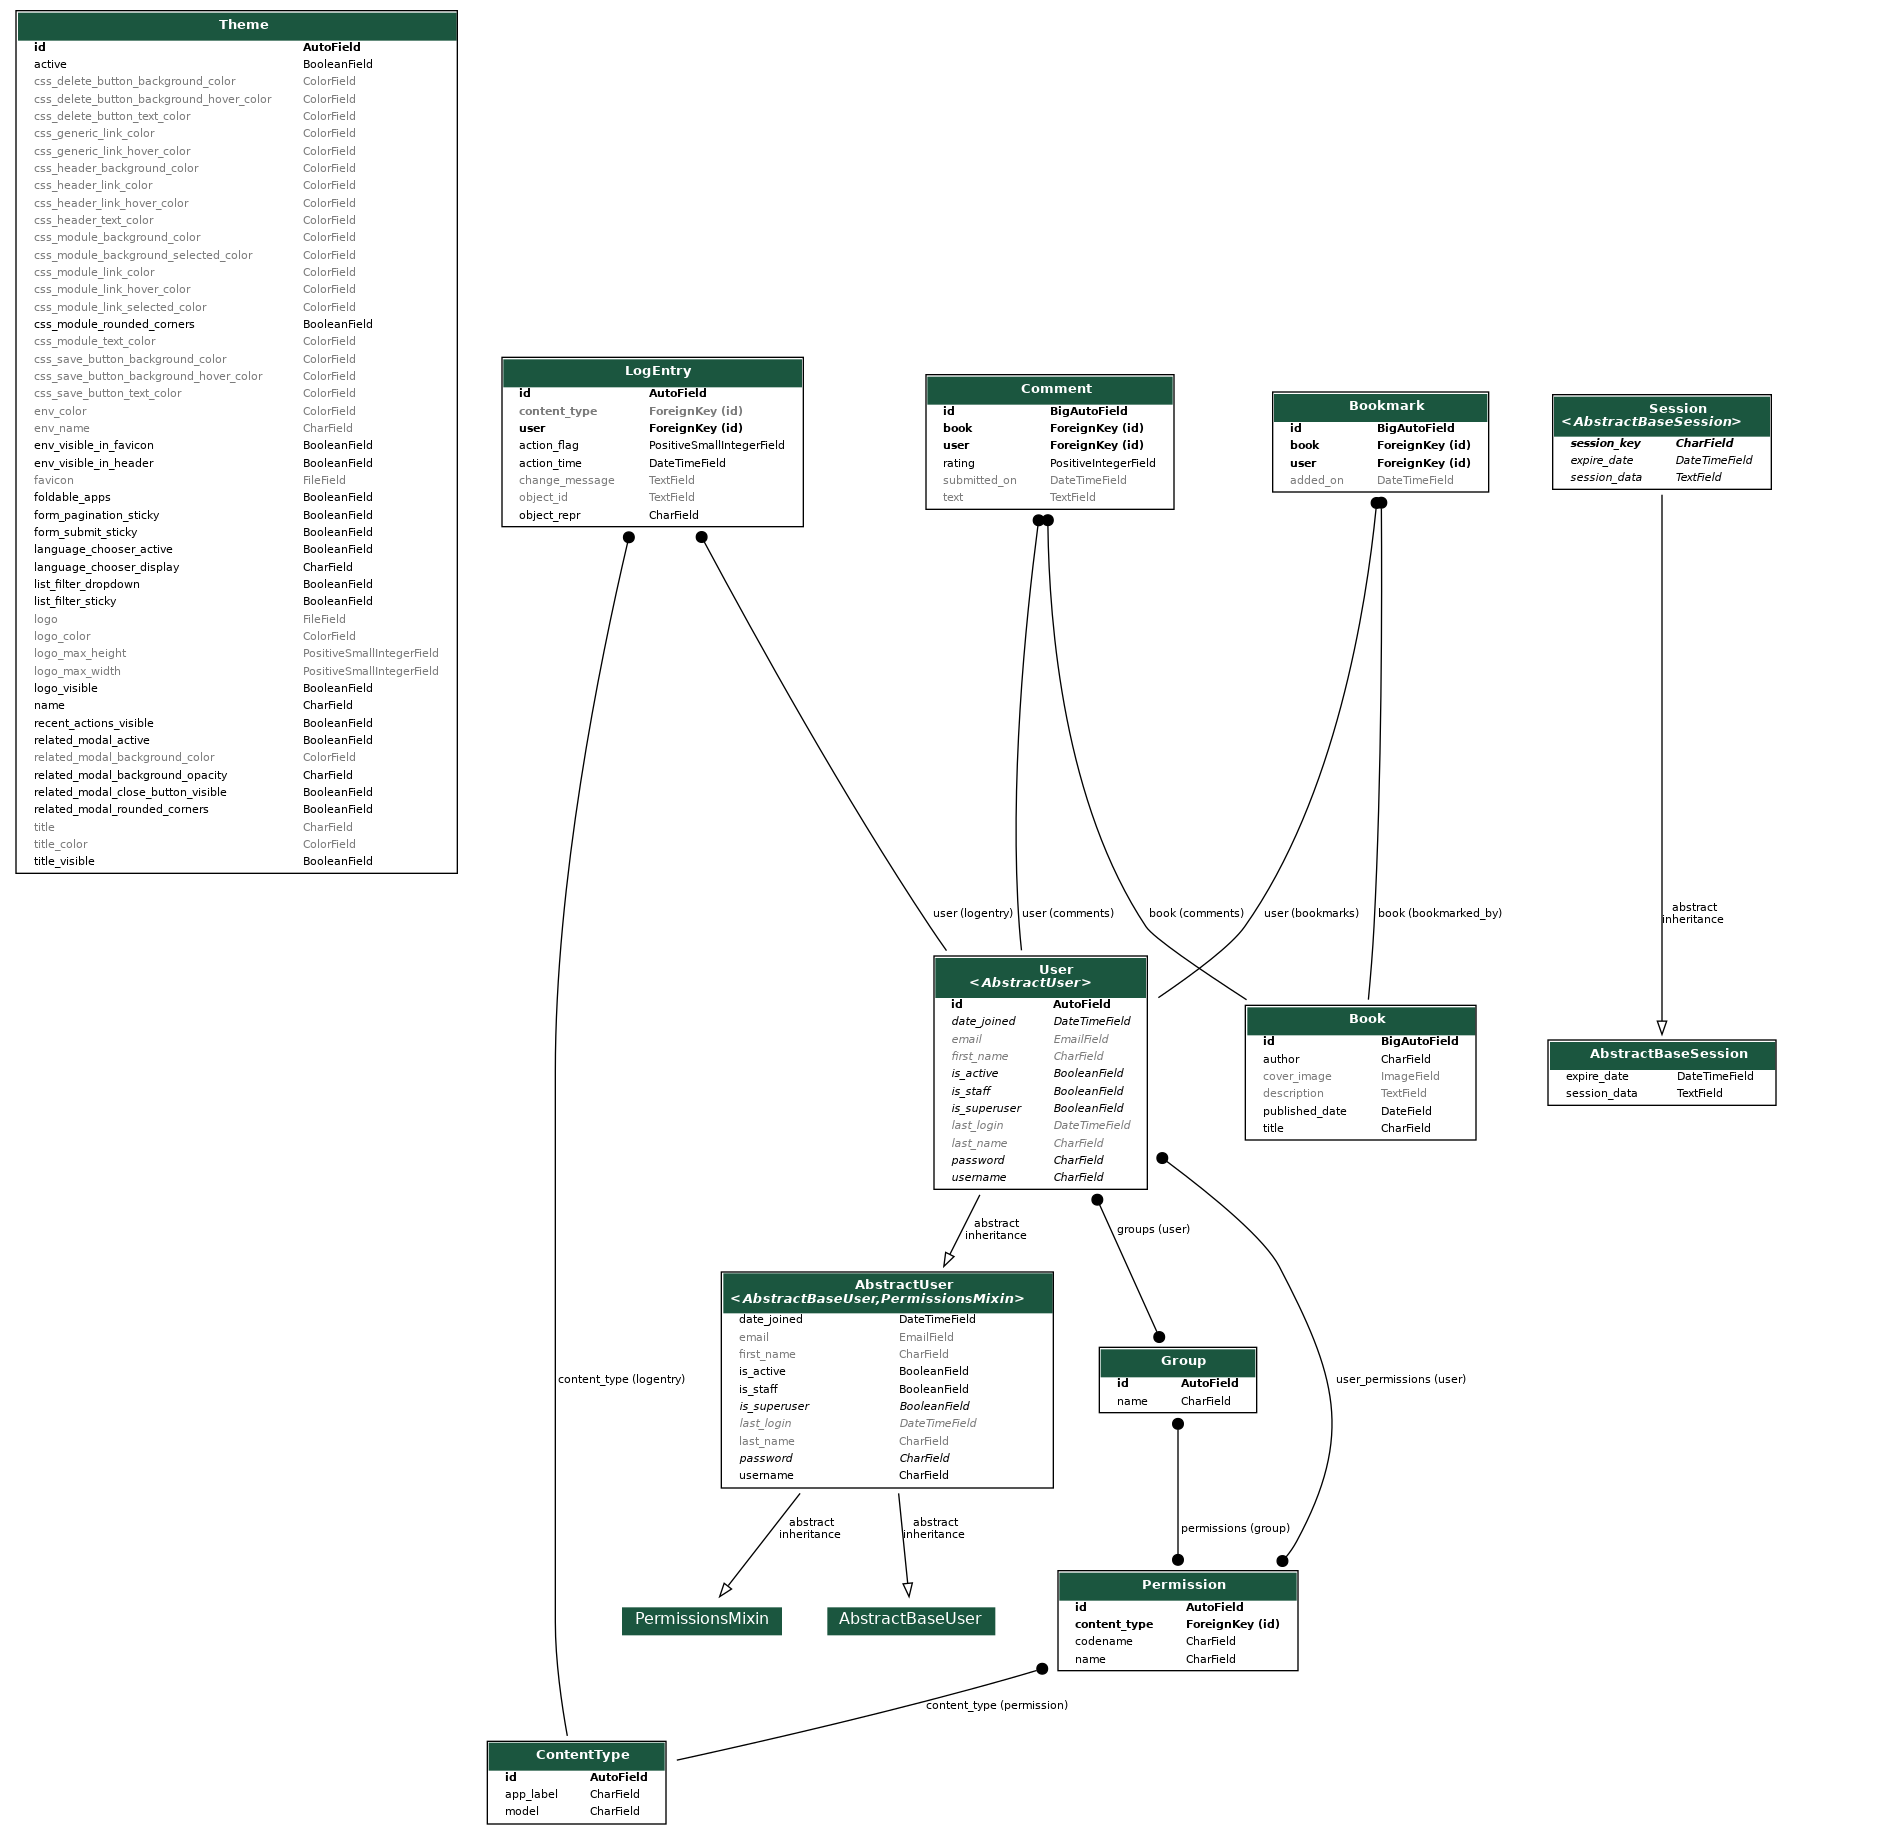 Theme
id AutoField
active BooleanField
css_delete_button_background_color ColorField
css_delete_button_background_hover_color ColorField
css_delete_button_text_color ColorField
css_generic_link_color ColorField
css_generic_link_hover_color ColorField
css_header_background_color ColorField
css_header_link_color ColorField
css_header_link_hover_color ColorField
css_header_text_color ColorField
css_module_background_color ColorField
css_module_background_selected_color ColorField
css_module_link_color ColorField
css_module_link_hover_color ColorField
css_module_link_selected_color ColorField
css_module_rounded_corners BooleanField
css_module_text_color ColorField
css_save_button_background_color ColorField
css_save_button_background_hover_color ColorField
css_save_button_text_color ColorField
env_color ColorField
env_name CharField
env_visible_in_favicon BooleanField
env_visible_in_header BooleanField
favicon FileField
foldable_apps BooleanField
form_pagination_sticky BooleanField
form_submit_sticky BooleanField
language_chooser_active BooleanField
language_chooser_display CharField
list_filter_dropdown BooleanField
list_filter_sticky BooleanField
logo FileField
logo_color ColorField
logo_max_height PositiveSmallIntegerField
logo_max_width PositiveSmallIntegerField
logo_visible BooleanField
name CharField
recent_actions_visible BooleanField
related_modal_active BooleanField
related_modal_background_color ColorField
related_modal_background_opacity CharField
related_modal_close_button_visible BooleanField
related_modal_rounded_corners BooleanField
title CharField
title_color ColorField
title_visible BooleanField
LogEntry
id AutoField
content_type ForeignKey (id)
user ForeignKey (id)
action_flag PositiveSmallIntegerField
action_time DateTimeField
change_message TextField
object_id TextField
object_repr CharField
Comment
id BigAutoField
book ForeignKey (id)
user ForeignKey (id)
rating PositiveIntegerField
submitted_on DateTimeField
text TextField
Bookmark
id BigAutoField
book ForeignKey (id)
user ForeignKey (id)
added_on DateTimeField
Session
<AbstractBaseSession>
session_key CharField
expire_date DateTimeField
session_data TextField
user (logentry)
user (comments)
book (comments)
user (bookmarks)
book (bookmarked_by)
abstract
inheritance
User
<AbstractUser>
id AutoField
date_joined DateTimeField
email EmailField
first_name CharField
is_active BooleanField
is_staff BooleanField
is_superuser BooleanField
last_login DateTimeField
last_name CharField
password CharField
username CharField
Book
id BigAutoField
author CharField
cover_image ImageField
description TextField
published_date DateField
title CharField
AbstractBaseSession
expire_date DateTimeField
session_data TextField
abstract
inheritance
groups (user)
AbstractUser
<AbstractBaseUser,PermissionsMixin>
date_joined DateTimeField
email EmailField
first_name CharField
is_active BooleanField
is_staff BooleanField
is_superuser BooleanField
last_login DateTimeField
last_name CharField
password CharField
username CharField
Group
id AutoField
name CharField
content_type (logentry)
user_permissions (user)
abstract
inheritance
abstract
inheritance
permissions (group)
PermissionsMixin
AbstractBaseUser
Permission
id AutoField
content_type ForeignKey (id)
codename CharField
name CharField
content_type (permission)
ContentType
id AutoField
app_label CharField
model CharField